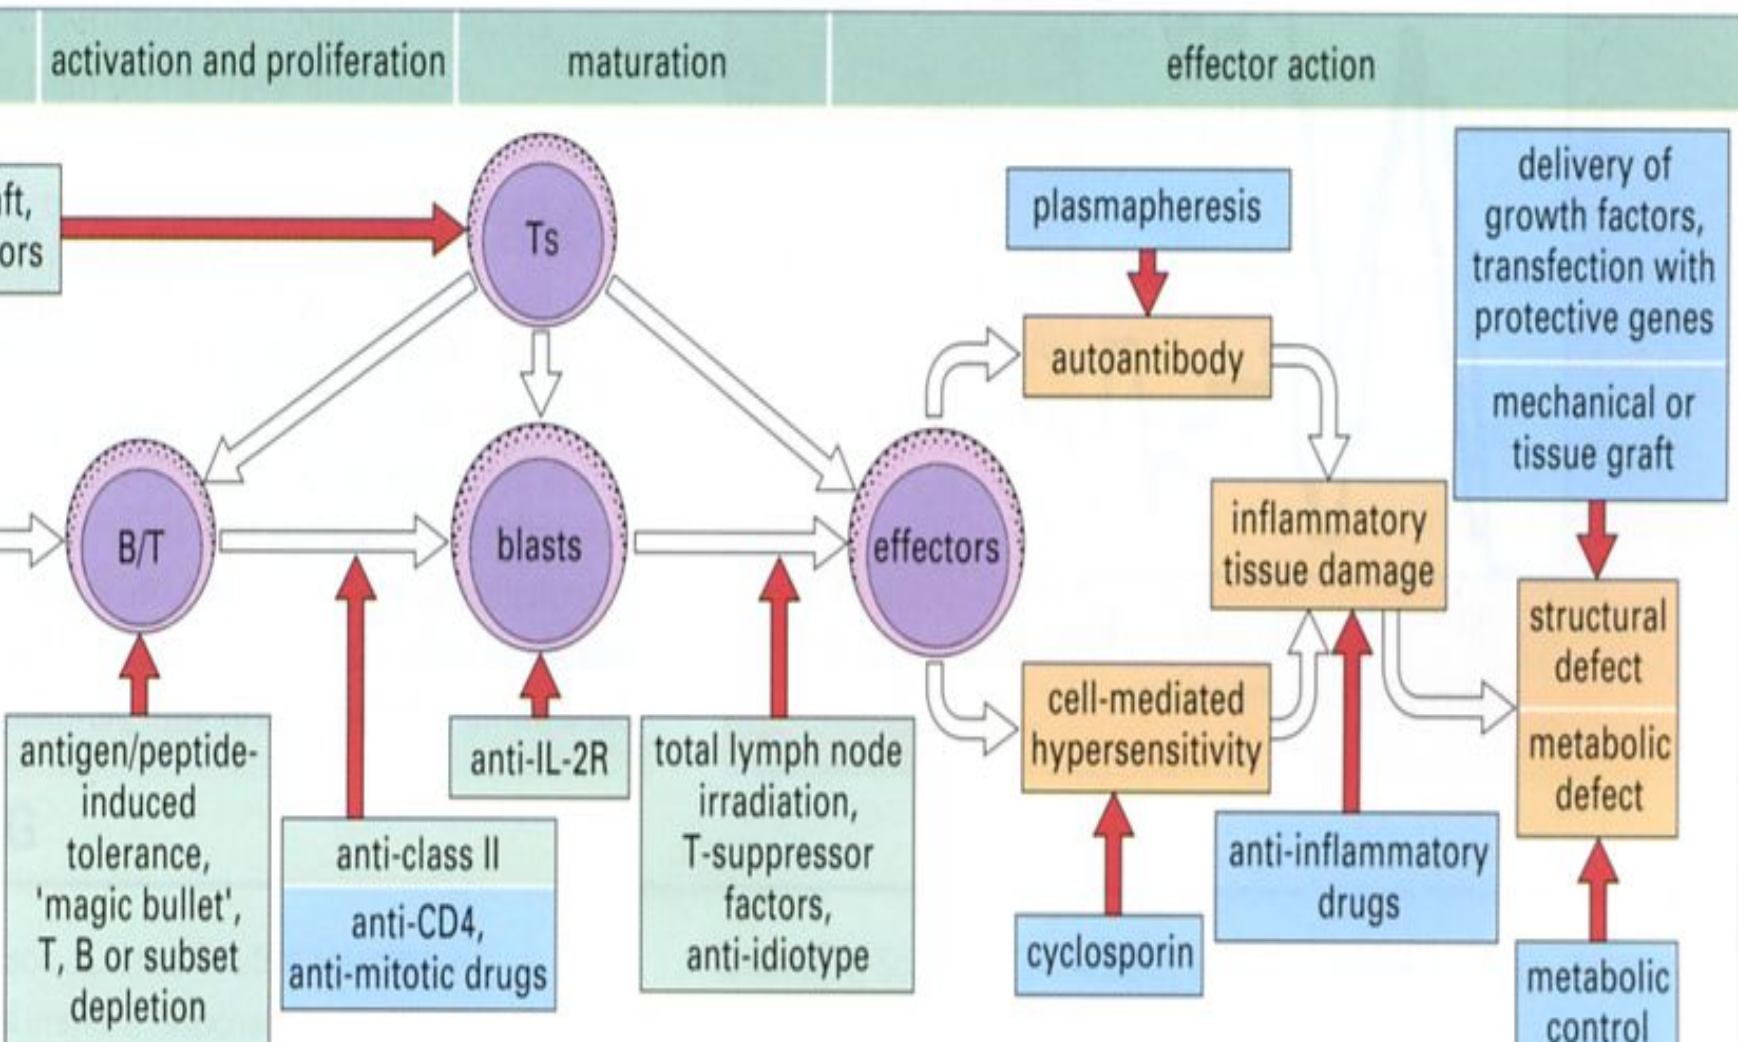 activation and proliferation
maturation
effector action
Ts
plasmapheresis
autoantibody
delivery of
growth factors,
transfection with
protective genes
mechanical or
tissue graft
B/T
blasts
effectors
inflammatory
tissue damage
structural
defect
metabolic
defect
cell-mediated
hypersensitivity
antigen/peptide-
induced
tolerance,
'magic bullet',
T, B or subset
depletion
anti-class II
anti-CD4,
anti-mitotic drugs
anti-IL-2R
total lymph node
irradiation,
T-suppressor
factors,
anti-idiotype
cyclosporin
anti-inflammatory
drugs
metabolic
control